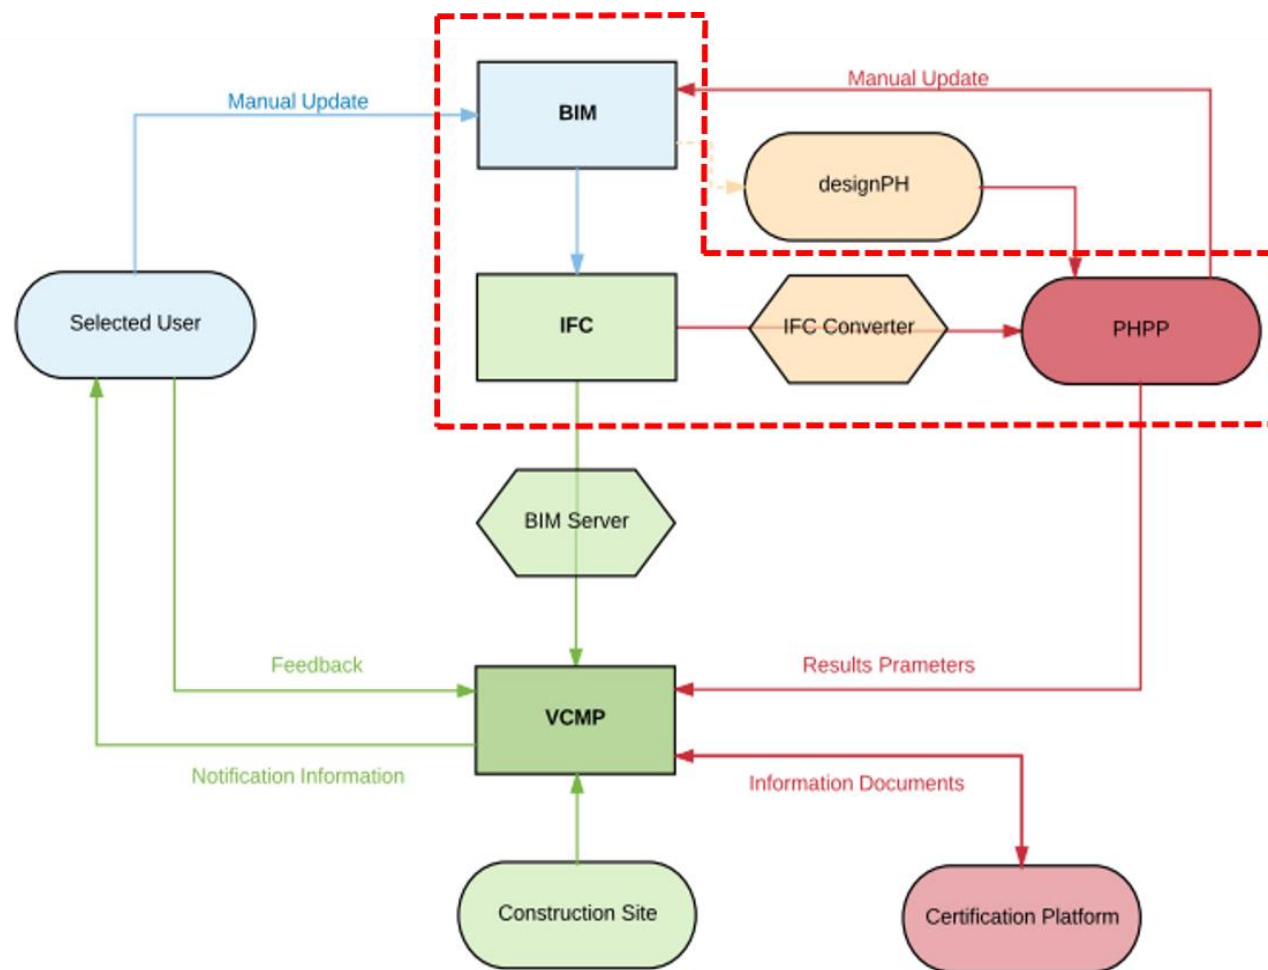 Manual Update
Manual Update
BIM
designPH
Selected User
IFC
IFC Converter
PHPP
BIM Server
Feedback
Results Prameters
VCMP
Notification Information
Information Documents
Construction Site
Certification Platform